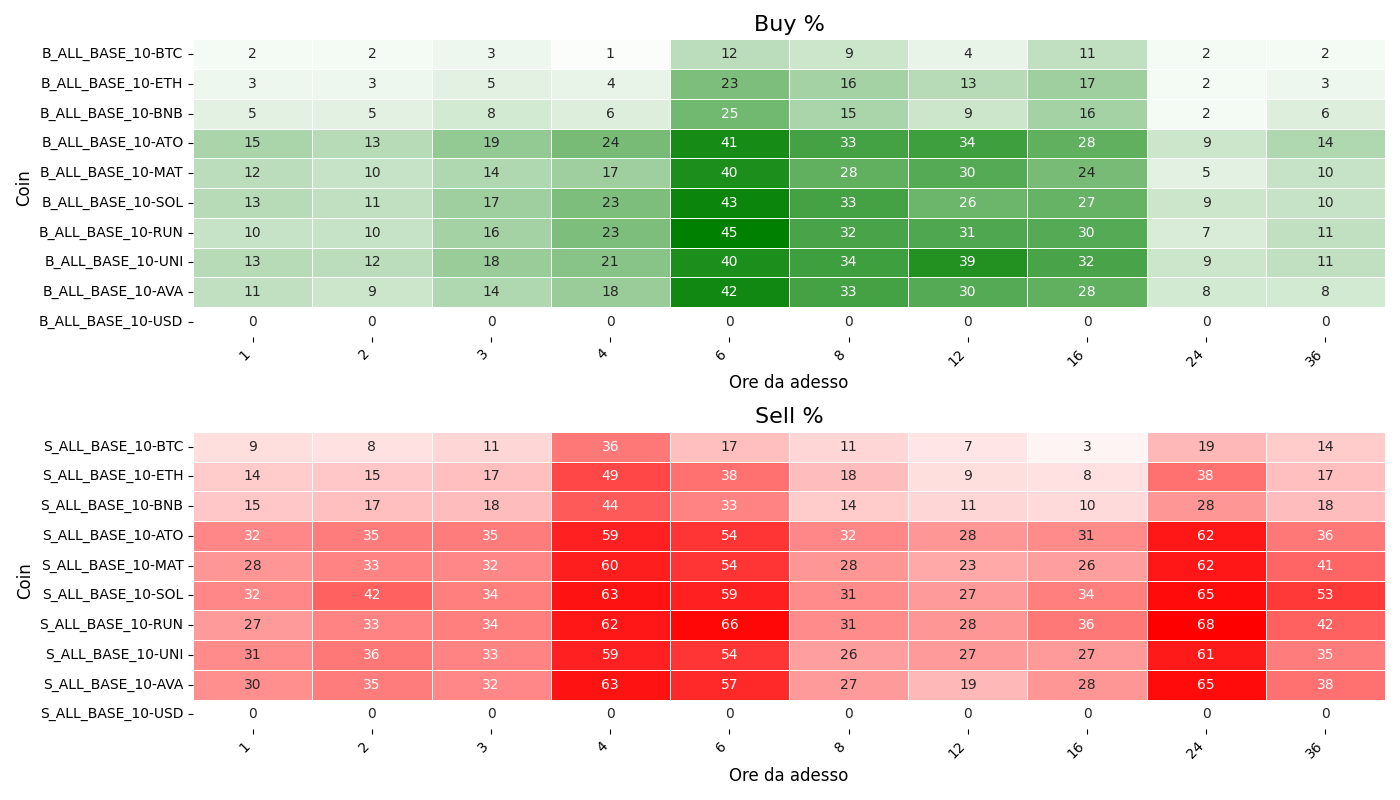 Buy %
Coin
B_ALL_BASE_10-BTC 2 2 3 1 12 9 4 11 2 2
B_ALL_BASE_10-ETH 3 3 5 4 23 16 13 17 2 3
B_ALL_BASE_10-BNB 5 5 8 6 25 15 9 16 2 6
B_ALL_BASE_10-ATO 15 13 19 24 41 33 34 28 9 14
B_ALL_BASE_10-MAT 12 10 14 17 40 28 30 24 5 10
B_ALL_BASE_10-SOL 13 11 17 23 43 33 26 27 9 10
B_ALL_BASE_10-RUN 10 10 16 23 45 32 31 30 7 11
B_ALL_BASE_10-UNI 13 12 18 21 40 34 39 32 9 11
B_ALL_BASE_10-AVA 11 9 14 18 42 33 30 28 8 8
B_ALL_BASE_10-USD 0 0 0 0 0 0 0 0 0 0
1 2 3 4 6 8 12 16 24 36
Ore da adesso
Sell %
Coin
S_ALL_BASE_10-BTC 9 8 11 36 17 11 7 3 19 14
S_ALL_BASE_10-ETH 14 15 17 49 38 18 9 8 38 17
S_ALL_BASE_10-BNB 15 17 18 44 33 14 11 10 28 18
S_ALL_BASE_10-ATO 32 35 35 59 54 32 28 31 62 36
S_ALL_BASE_10-MAT 28 33 32 60 54 28 23 26 62 41
S_ALL_BASE_10-SOL 32 42 34 63 59 31 27 34 65 53
S_ALL_BASE_10-RUN 27 33 34 62 66 31 28 36 68 42
S_ALL_BASE_10-UNI 31 36 33 59 54 26 27 27 61 35
S_ALL_BASE_10-AVA 30 35 32 63 57 27 19 28 65 38
S_ALL_BASE_10-USD 0 0 0 0 0 0 0 0 0 0
1 2 3 4 6 8 12 16 24 36
Ore da adesso